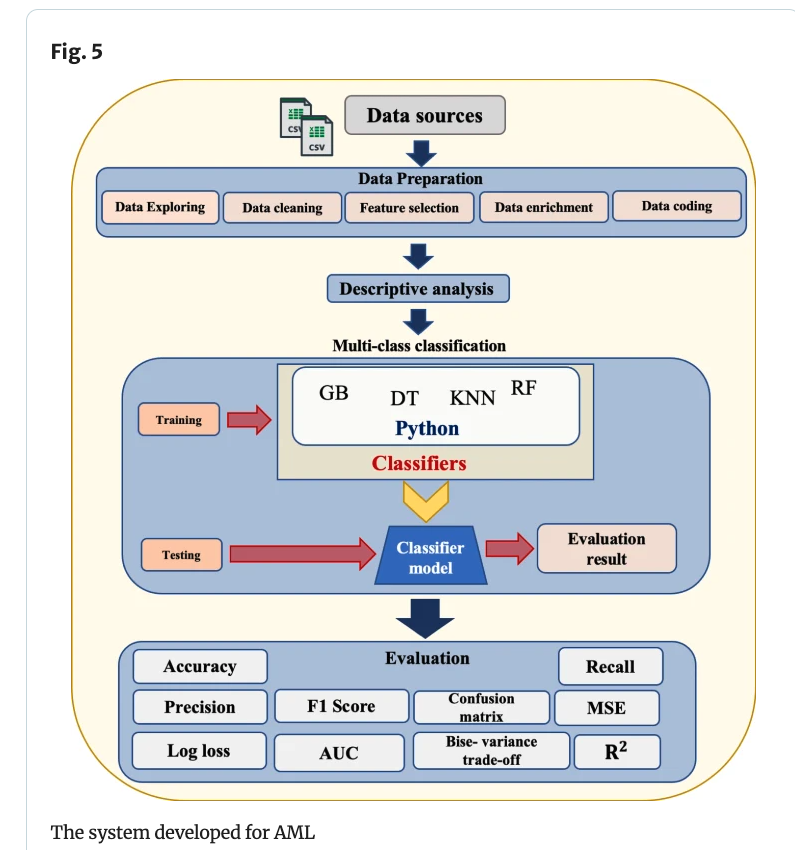 Fig. 5
CSV
CSV
Data sources
Data Preparation
Data Exploring
Data cleaning
Feature selection
Data enrichment
Data coding
Descriptive analysis
Multi-class classification
GB
DT
KNN
RF
Python
Classifiers
Training
Testing
Classifier
model
Evaluation
result
Evaluation
Accuracy
Recall
Precision
F1 Score
Confusion
matrix
MSE
Log loss
AUC
Bise- variance
trade-off
R²
The system developed for AML